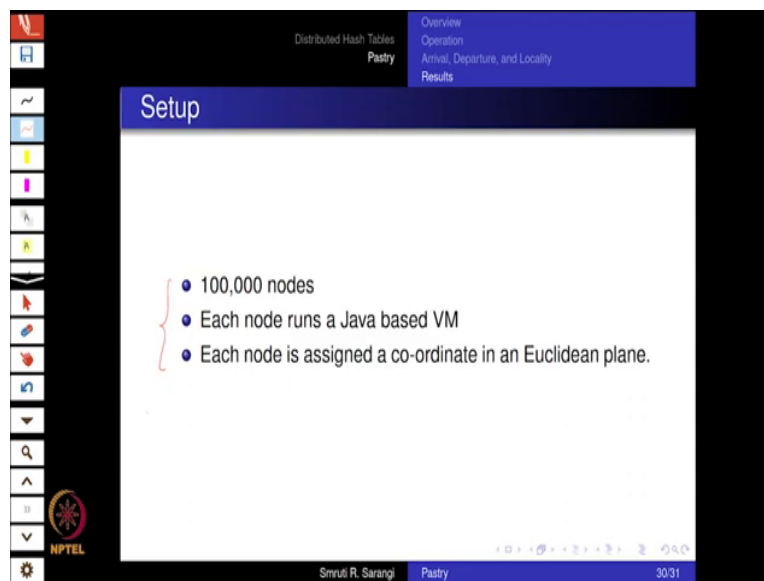 Distributed Hash Tables
Pastry
Overview
Operation
Arrival, Departure, and Locality
Results
Setup
100,000 nodes
Each node runs a Java based VM
Each node is assigned a co-ordinate in an Euclidean plane.
NPTEL
Smruti R. Sarangi
Pastry
30/31